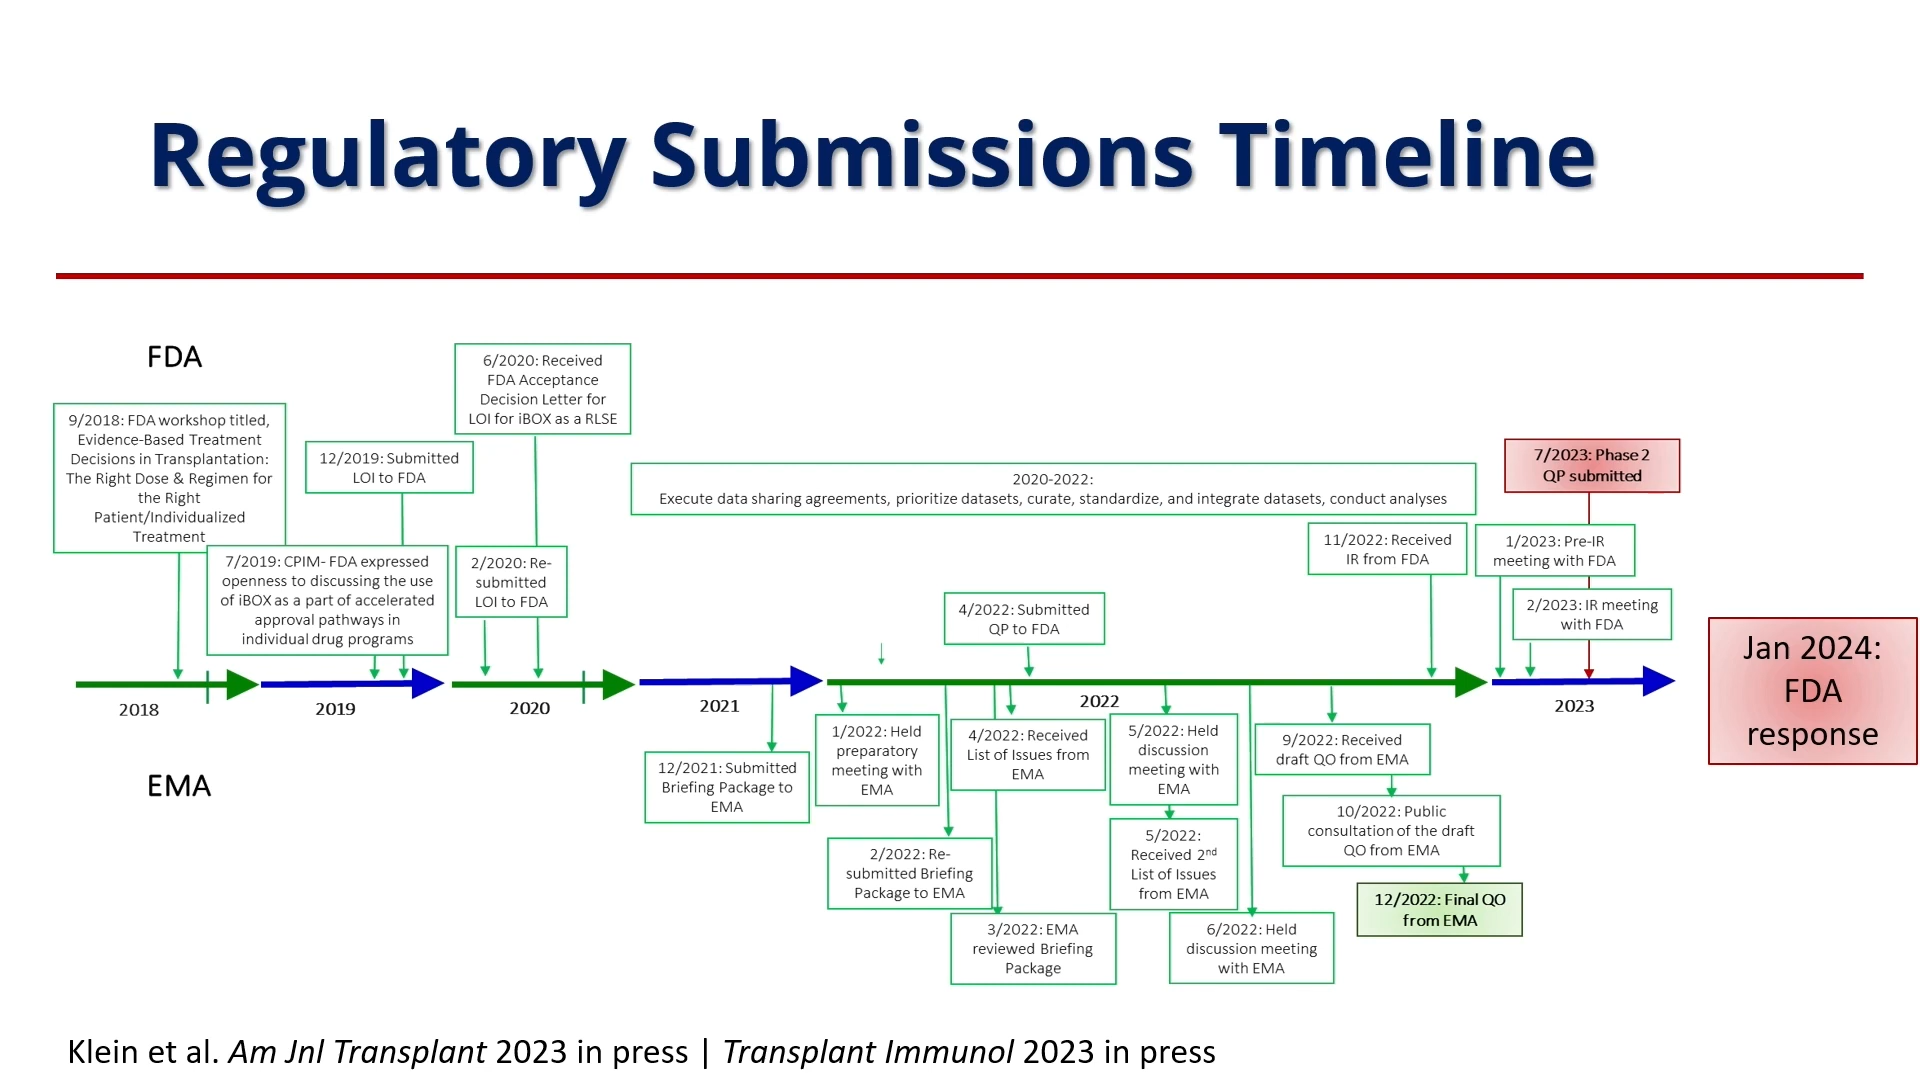 Regulatory Submissions Timeline
FDA
9/2018: FDA workshop titled,
Evidence-Based Treatment
Decisions in Transplantation:
The Right Dose & Regimen for
the Right
Patient/Individualized
Treatment
7/2019: CPIM- FDA expressed
openness to discussing the use
of iBOX as a part of accelerated
approval pathways in
individual drug programs
12/2019: Submitted
LOI to FDA
6/2020: Received
FDA Acceptance
Decision Letter for
LOI for iBOX as a RLSE
2/2020: Re-
submitted
LOI to FDA
2020-2022:
Execute data sharing agreements, prioritize datasets, curate, standardize, and integrate datasets, conduct analyses
4/2022: Submitted
QP to FDA
11/2022: Received
IR from FDA
7/2023: Phase 2
QP submitted
1/2023: Pre-IR
meeting with FDA
2/2023: IR meeting
with FDA
Jan 2024:
FDA
response
2018
2019
2020
2021
2022
2023
EMA
12/2021: Submitted
Briefing Package to
EMA
1/2022: Held
preparatory
meeting with
EMA
2/2022: Re-
submitted Briefing
Package to EMA
4/2022: Received
List of Issues from
EMA
3/2022: EMA
reviewed Briefing
Package
5/2022: Held
discussion
meeting with
EMA
5/2022:
Received 2nd
List of Issues
from EMA
6/2022: Held
discussion meeting
with EMA
9/2022: Received
draft QO from EMA
10/2022: Public
consultation of the draft
QO from EMA
12/2022: Final QO
from EMA
Klein et al. Am Jnl Transplant 2023 in press | Transplant Immunol 2023 in press